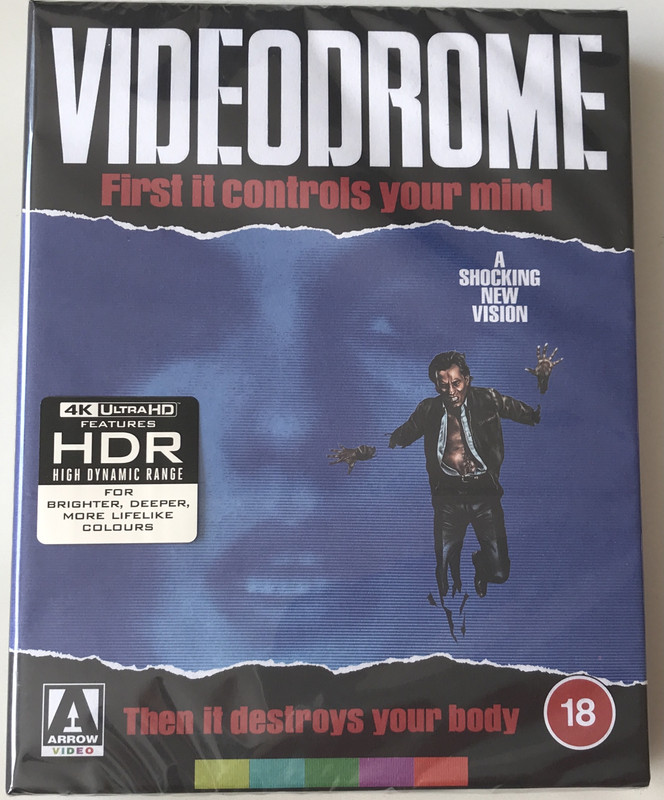 VIDEODROME
First it controls your mind
A
SHOCKING
NEW
VISION
4K ULTRA HD
FEATURES
HDR
HIGH DYNAMIC RANGE
FOR
BRIGHTER, DEEPER,
MORE LIFELIKE
COLOURS
A
ARROW
VIDEO
Then it destroys your body
18